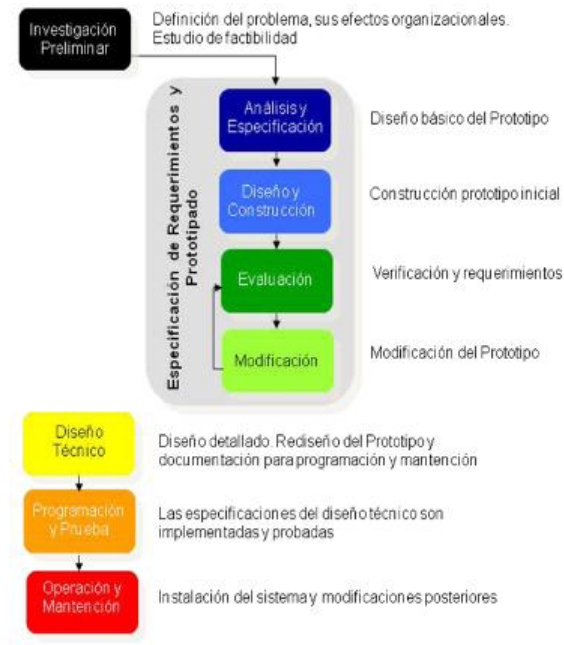 Investigación
Preliminar
Definición del problema, sus efectos organizacionales.
Estudio de factibilidad
Especificación de Requerimientos y
Prototipado
Análisis y
Especificación
Diseño básico del Prototipo
Diseño y
Construcción
Construcción prototipo inicial
Evaluación
Verificación y requerimientos
Modificación
Modificación del Prototipo
Diseño
Técnico
Diseño detallado. Rediseño del Prototipo y
documentación para programación y mantención
Programación
y Prueba
Las especificaciones del diseño técnico son
implementadas y probadas
Operación y
Mantención
Instalación del sistema y modificaciones posteriores